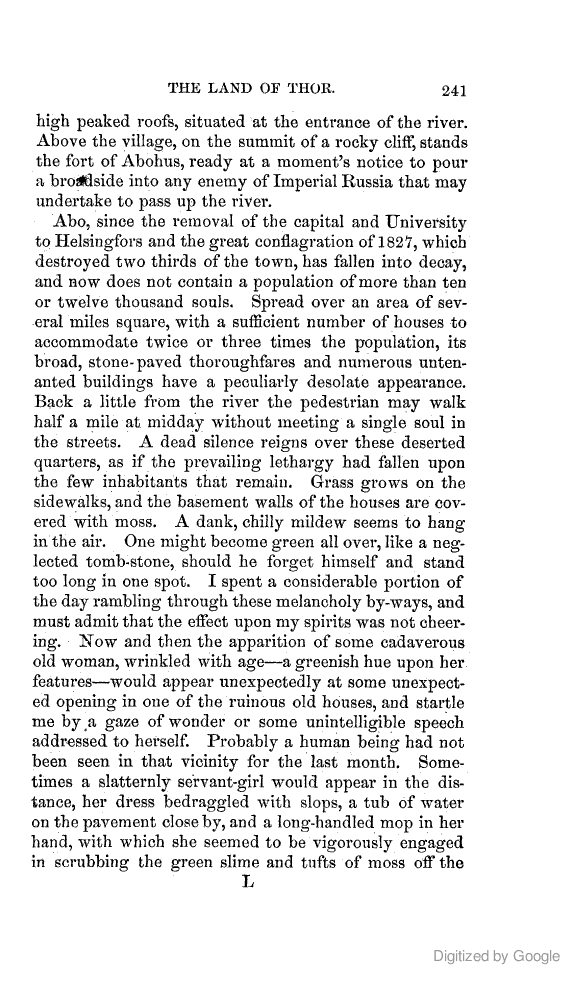 THE LAND OF THOR. 241
high peaked roofs, situated at the entrance of the river.
Above the village, on the summit of a rocky cliff, stands
the fort of Abohus, ready at a moment's notice to pour
a broadside into any enemy of Imperial Russia that may
undertake to pass up the river.
Abo, since the removal of the capital and University
to Helsingfors and the great conflagration of 1827, which
destroyed two thirds of the town, has fallen into decay,
and now does not contain a population of more than ten
or twelve thousand souls. Spread over an area of sev-
eral miles square, with a sufficient number of houses to
accommodate twice or three times the population, its
broad, stone-paved thoroughfares and numerous unten-
anted buildings have a peculiarly desolate appearance.
Back a little from the river the pedestrian may walk
half a mile at midday without meeting a single soul in
the streets. A dead silence reigns over these deserted
quarters, as if the prevailing lethargy had fallen upon
the few inhabitants that remain. Grass grows on the
sidewalks, and the basement walls of the houses are cov-
ered with moss. A dank, chilly mildew seems to hang
in the air. One might become green all over, like a neg-
lected tomb-stone, should he forget himself and stand
too long in one spot. I spent a considerable portion of
the day rambling through these melancholy by-ways, and
must admit that the effect upon my spirits was not cheer-
ing. Now and then the apparition of some cadaverous
old woman, wrinkled with age—a greenish hue upon her
features—would appear unexpectedly at some unexpect-
ed opening in one of the ruinous old houses, and startle
me by a gaze of wonder or some unintelligible speech
addressed to herself. Probably a human being had not
been seen in that vicinity for the last month. Some-
times a slatternly servant-girl would appear in the dis-
tance, her dress bedraggled with slops, a tub of water
on the pavement close by, and a long-handled mop in her
hand, with which she seemed to be vigorously engaged
in scrubbing the green slime and tufts of moss off the
L
Digitized by Google